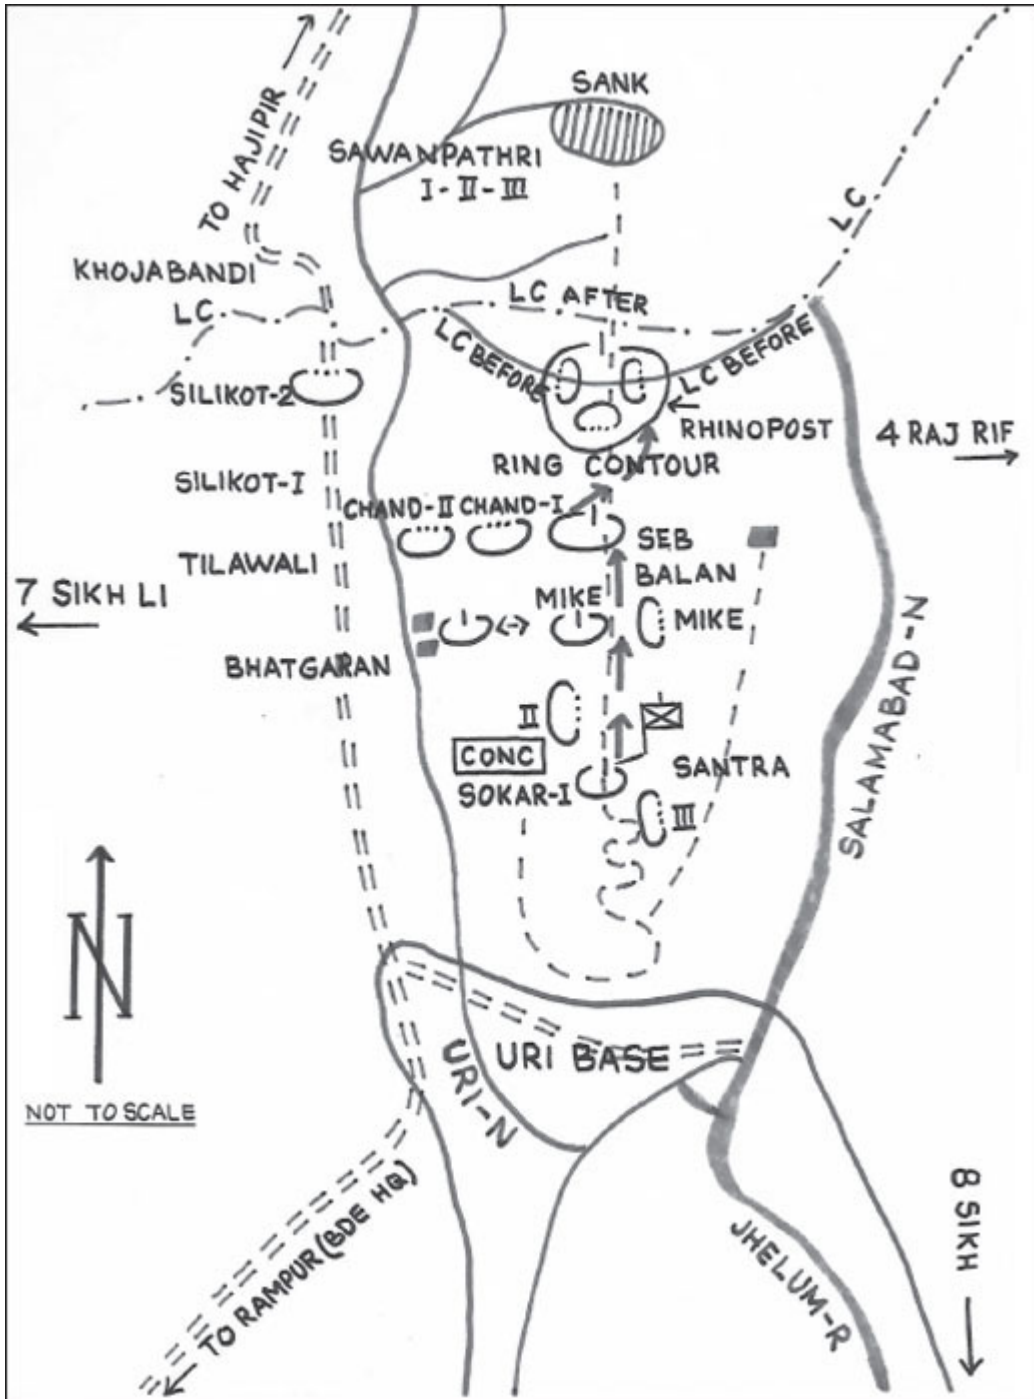 SANK
SAWANPATHRI
I-II-III
TO HAJIPIR
KHOJABANDI
LC
LC
LC AFTER
LC BEFORE
LC BEFORE
SILIKOT-2
RHINOPOST
4 RAJ RIF
RING CONTOUR
SILIKOT-I
CHAND-II CHAND-I
SEB
BALAN
TILAWALI
7 SIKH LI
MIKE
MIKE
BHATGARAN
II
CONC
SOKAR-I
SANTRA
III
SALAMABAD-N
N
NOT TO SCALE
URI BASE
URI-N
TO RAMPUR (BDE HQ)
JHELUM-R
8 SIKH